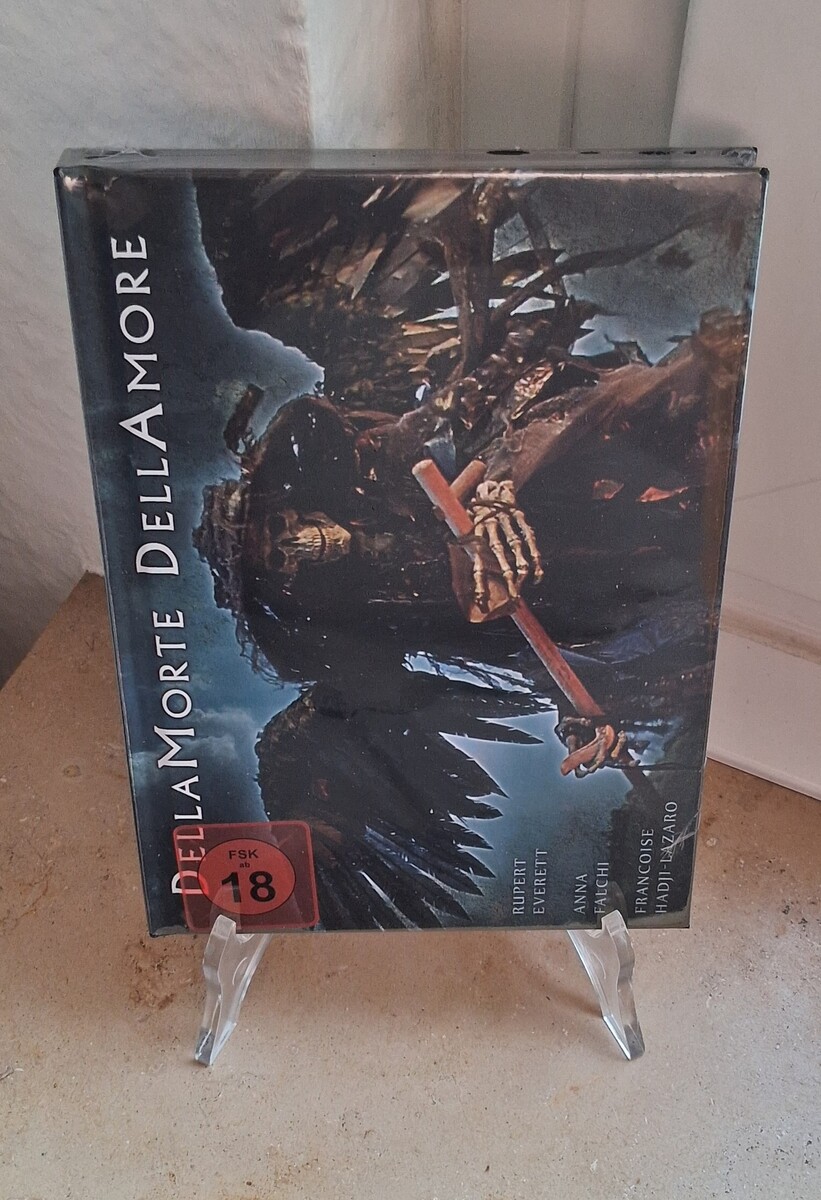 DELLAMORTE DELLAMORE
RUPERT
EVERETT
ANNA
FALCHI
FRANCOISE
HADJI-LAZARO
FSK
ab
18